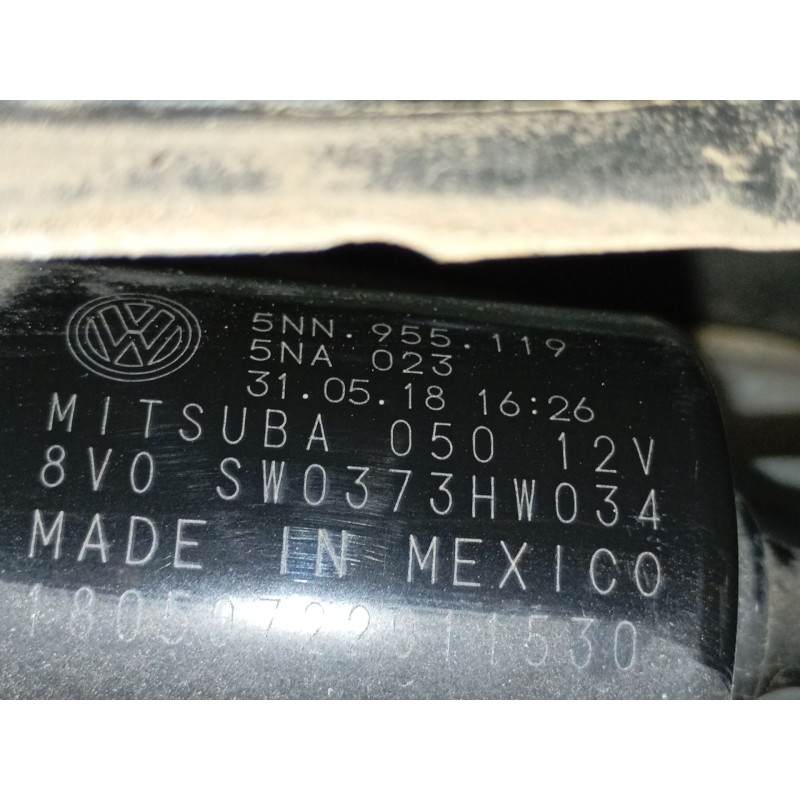 5NN.955.119
5NA 023
31.05.18 16:26
MITSUBA 050 12V
8V0 SW0373HW034
MADE IN MEXICO